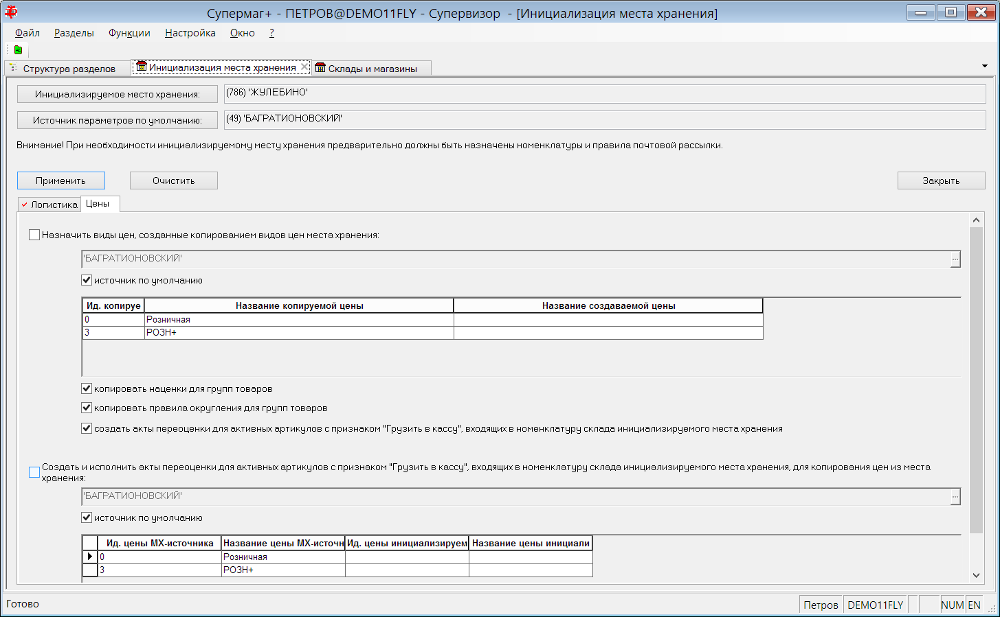 Супермаг+ - ПЕТРОВ@DEMO11FLY - Супервизор - [Инициализация места хранения]
Файл Разделы Функции Настройка Окно ?
Структура разделов Инициализация места хранения Склады и магазины
Инициализируемое место хранения: (786) 'ЖУЛЕБИНО'
Источник параметров по умолчанию: (49) 'БАГРАТИОНОВСКИЙ'
Внимание! При необходимости инициализируемому месту хранения предварительно должны быть назначены номенклатуры и правила почтовой рассылки.
Применить Очистить Закрыть
Логистика Цены
Назначить виды цен, созданные копированием видов цен места хранения:
'БАГРАТИОНОВСКИЙ' ...
источник по умолчанию
Ид. копируе Название копируемой цены Название создаваемой цены
0 Розничная
3 РОЗН+
копировать наценки для групп товаров
копировать правила округления для групп товаров
создать акты переоценки для активных артикулов с признаком "Грузить в кассу", входящих в номенклатуру склада инициализируемого места хранения
Создать и исполнить акты переоценки для активных артикулов с признаком "Грузить в кассу", входящих в номенклатуру склада инициализируемого места хранения, для копирования цен из места
хранения:
'БАГРАТИОНОВСКИЙ' ...
источник по умолчанию
Ид. цены МХ-источника Название цены МХ-источн Ид. цены инициализируем Название цены инициали
0 Розничная
3 РОЗН+
Готово Петров DEMO11FLY NUM EN